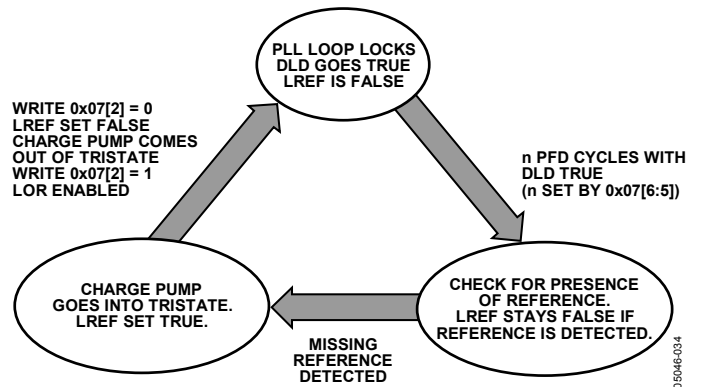 PLL LOOP LOCKS
DLD GOES TRUE
LREF IS FALSE
WRITE 0x07[2] = 0
LREF SET FALSE
CHARGE PUMP COMES
OUT OF TRISTATE
WRITE 0x07[2] = 1
LOR ENABLED
n PFD CYCLES WITH
DLD TRUE
(n SET BY 0x07[6:5])
CHARGE PUMP
GOES INTO TRISTATE.
LREF SET TRUE.
CHECK FOR PRESENCE
OF REFERENCE.
LREF STAYS FALSE IF
REFERENCE IS DETECTED.
MISSING
REFERENCE
DETECTED
05046-034